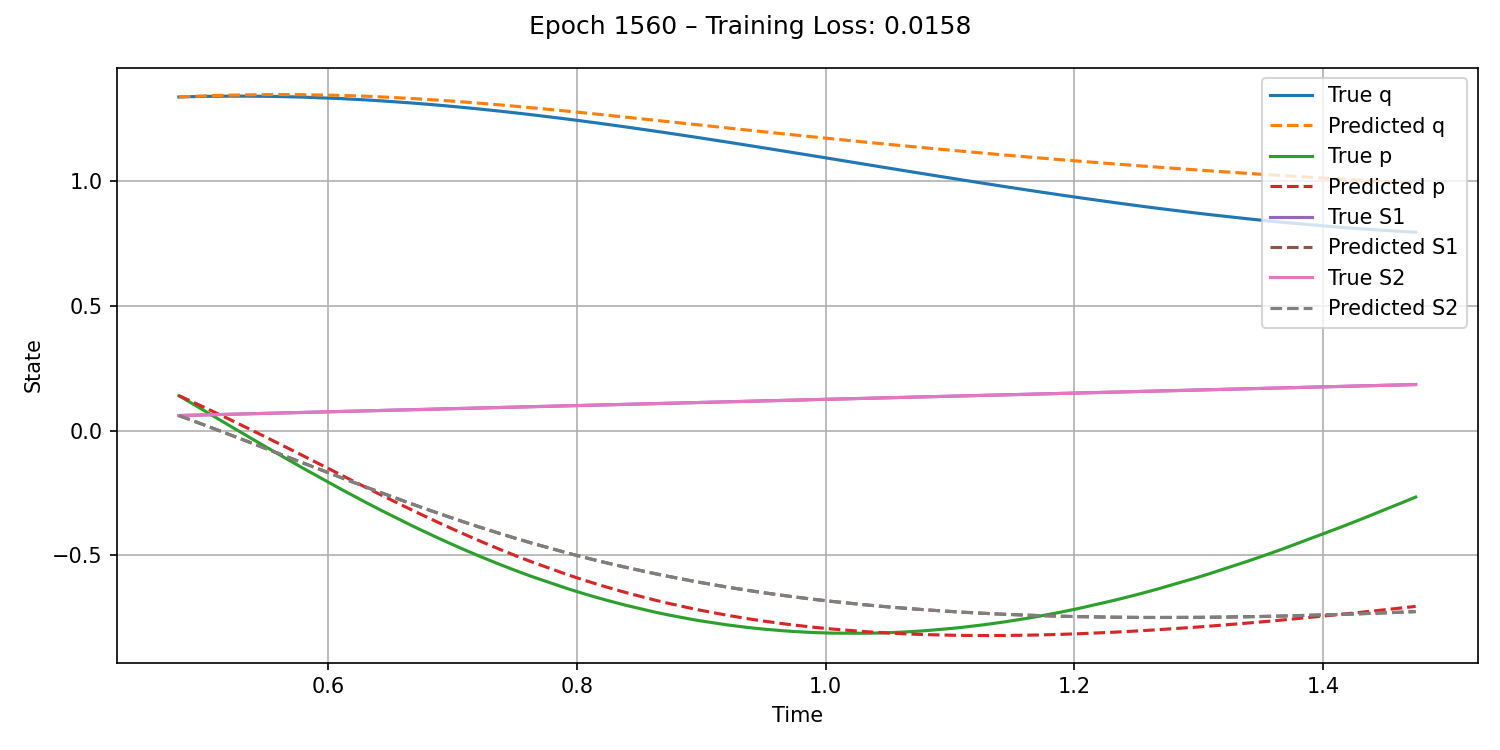 Epoch 1560 – Training Loss: 0.0158
True q
Predicted q
True p
Predicted p
True S1
Predicted S1
True S2
Predicted S2
1.0
0.5
0.0
−0.5
State
0.6
0.8
1.0
1.2
1.4
Time